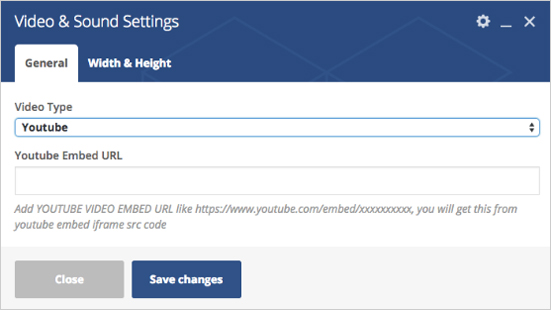 Video & Sound Settings
General
Width & Height
Video Type
Youtube
Youtube Embed URL
Add YOUTUBE VIDEO EMBED URL like https://www.youtube.com/embed/xxxxxxxxxx, you will get this from
youtube embed iframe src code
Close
Save changes